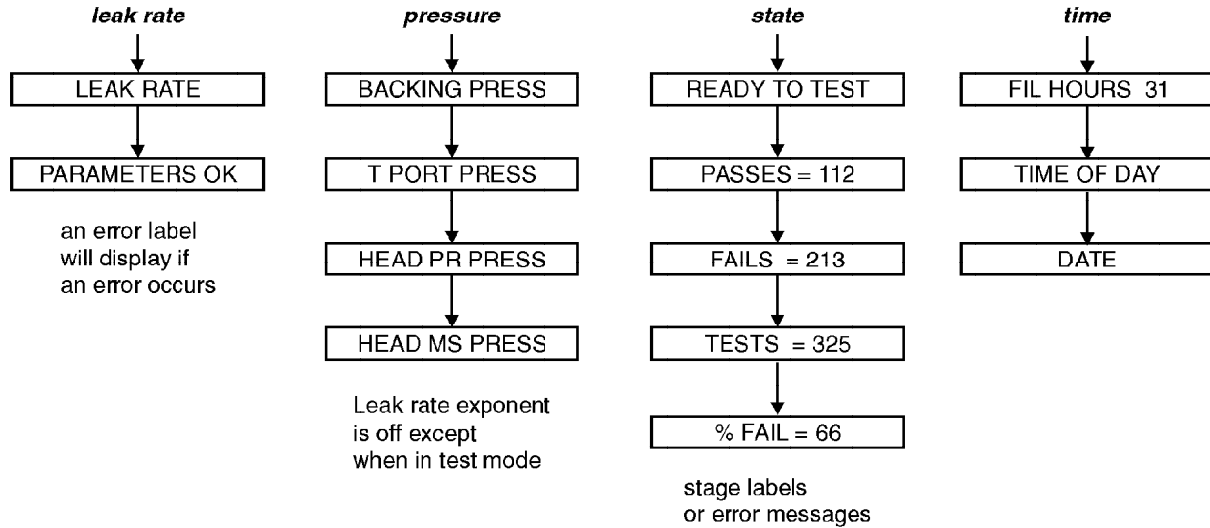 leak rate
LEAK RATE
PARAMETERS OK
an error label
will display if
an error occurs
pressure
BACKING PRESS
T PORT PRESS
HEAD PR PRESS
HEAD MS PRESS
Leak rate exponent
is off except
when in test mode
state
READY TO TEST
PASSES = 112
FAILS = 213
TESTS = 325
% FAIL = 66
stage labels
or error messages
time
FIL HOURS 31
TIME OF DAY
DATE